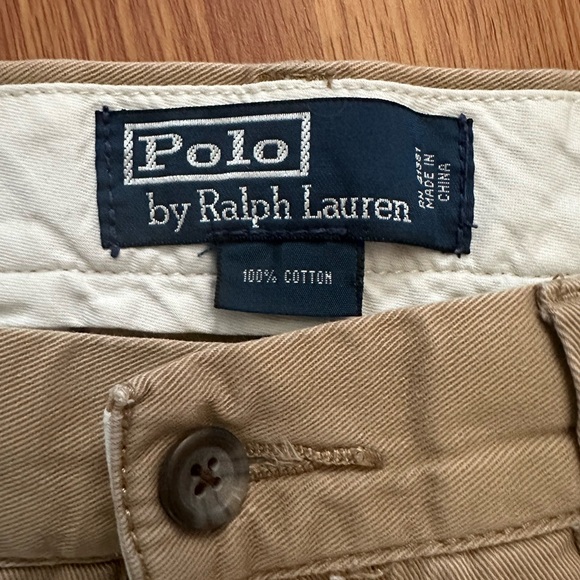 Polo
by Ralph Lauren
RN 41381
MADE IN
CHINA
100% COTTON